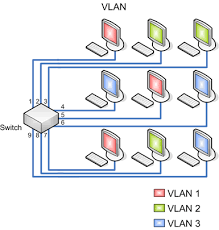 VLAN
1 2 3
4
5
6
Switch
9 8 7
VLAN 1
VLAN 2
VLAN 3